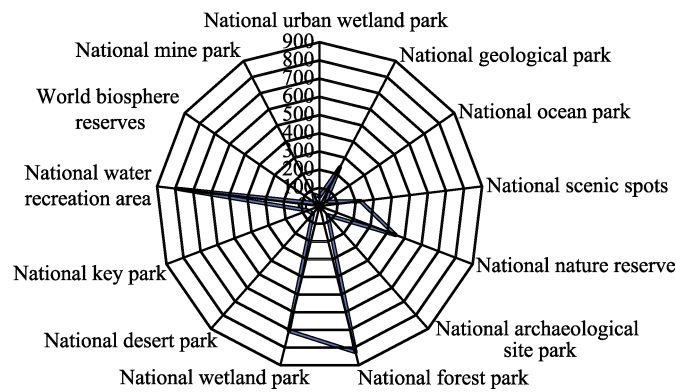 National urban wetland park
900
800
700
600
500
400
300
200
100
National geological park
National ocean park
National scenic spots
National nature reserve
National archaeological
site park
National forest park
National wetland park
National desert park
National key park
National water
recreation area
World biosphere
reserves
National mine park